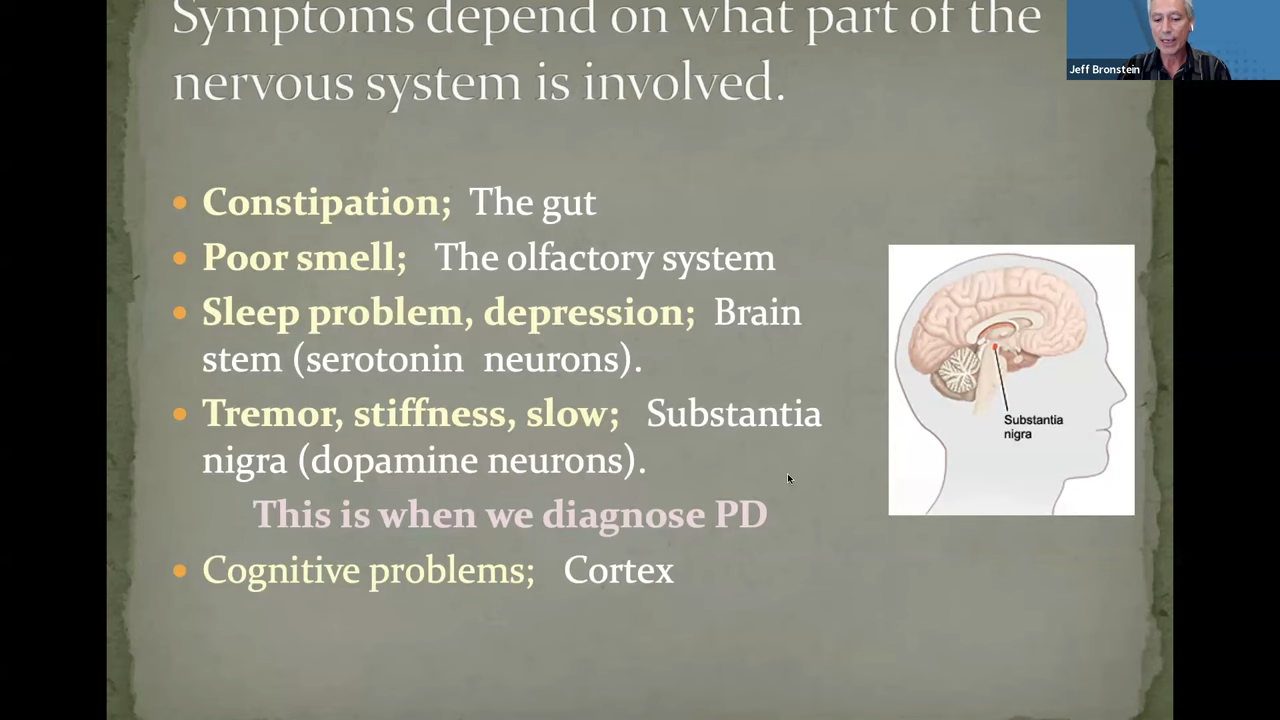 Symptoms depend on what part of the
nervous system is involved.
Jeff Bronstein
• Constipation; The gut
• Poor smell; The olfactory system
• Sleep problem, depression; Brain
stem (serotonin neurons).
• Tremor, stiffness, slow; Substantia
nigra (dopamine neurons).
This is when we diagnose PD
• Cognitive problems; Cortex
Substantia
nigra